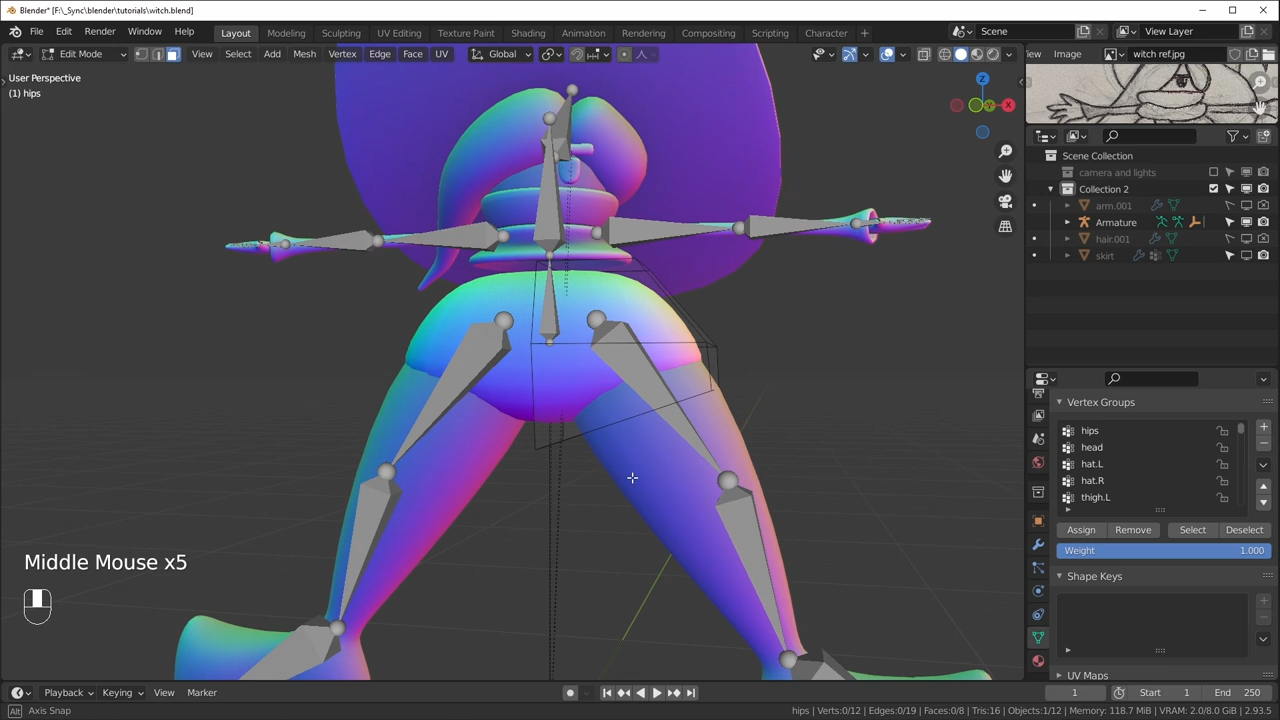 Blender* [F:\_Sync\blender\tutorials\witch.blend]
File Edit Render Window Help Layout Modeling Sculpting UV Editing Texture Paint Shading Animation Rendering Compositing Scripting Character + Scene View Layer
Edit Mode View Select Add Mesh Vertex Edge Face UV Global View Image witch ref.jpg
User Perspective
(1) hips
Z
Y
X
Scene Collection
camera and lights
Collection 2
arm.001
Armature
hair.001
skirt
Vertex Groups
hips
head
hat.L
hat.R
thigh.L
Assign Remove Select Deselect
Weight 1.000
Shape Keys
UV Maps
Middle Mouse x5
Playback Keying View Marker 1 Start 1 End 250
Alt Axis Snap hips | Verts:0/12 | Edges:0/19 | Faces:0/8 | Tris:16 | Objects:1/12 | Memory: 118.7 MiB | VRAM: 2.0/8.0 GiB | 2.93.5